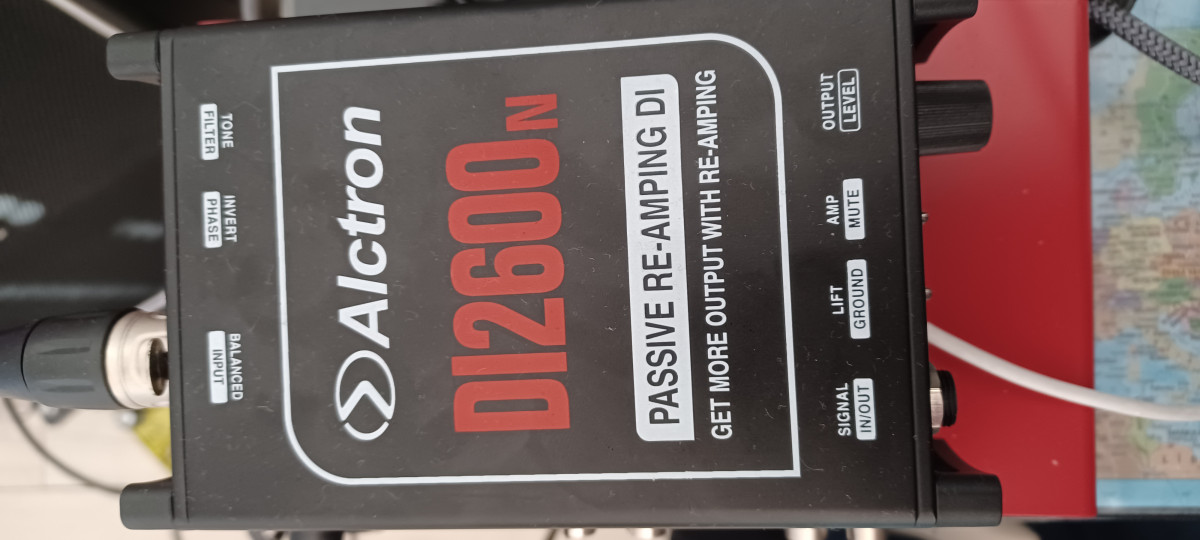 TONE
FILTER
INVERT
PHASE
BALANCED
INPUT
Alctron
DI2600N
PASSIVE RE-AMPING DI
GET MORE OUTPUT WITH RE-AMPING
SIGNAL
IN/OUT
LIFT
GROUND
AMP
MUTE
OUTPUT
LEVEL